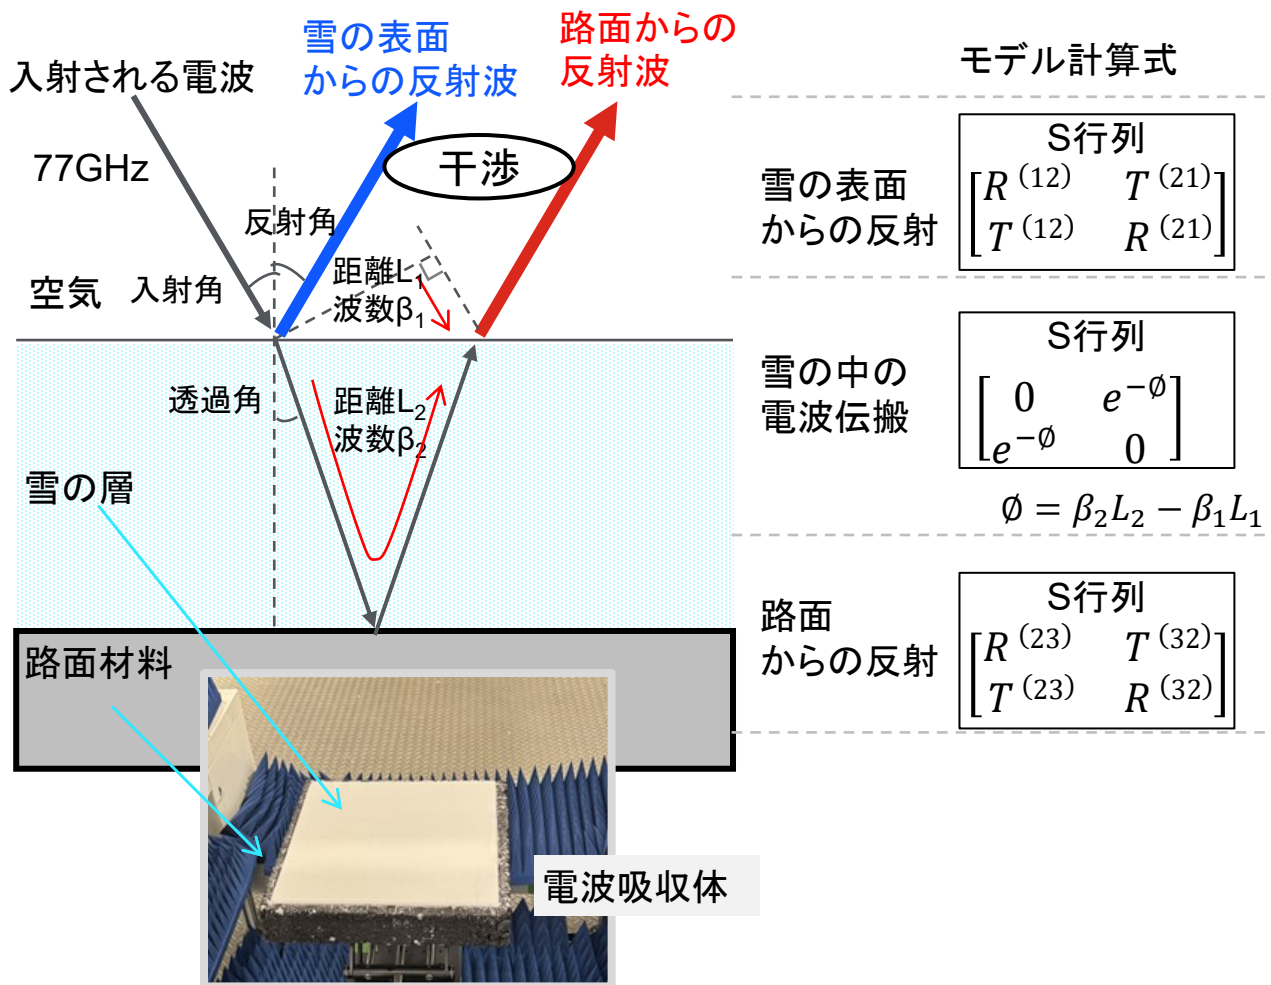 雪の表面
からの反射波
路面からの
反射波
入射される電波
77GHz
干渉
反射角
入射角
空気
距離L₁
波数β₁
透過角
距離L₂
波数β₂
雪の層
路面材料
電波吸収体
モデル計算式
雪の表面
からの反射
S行列
R⁽¹²⁾ T⁽²¹⁾
T⁽¹²⁾ R⁽²¹⁾
雪の中の
電波伝搬
S行列
0 e^{-∅}
e^{-∅} 0
∅ = β₂L₂ − β₁L₁
路面
からの反射
S行列
R⁽²³⁾ T⁽³²⁾
T⁽²³⁾ R⁽³²⁾